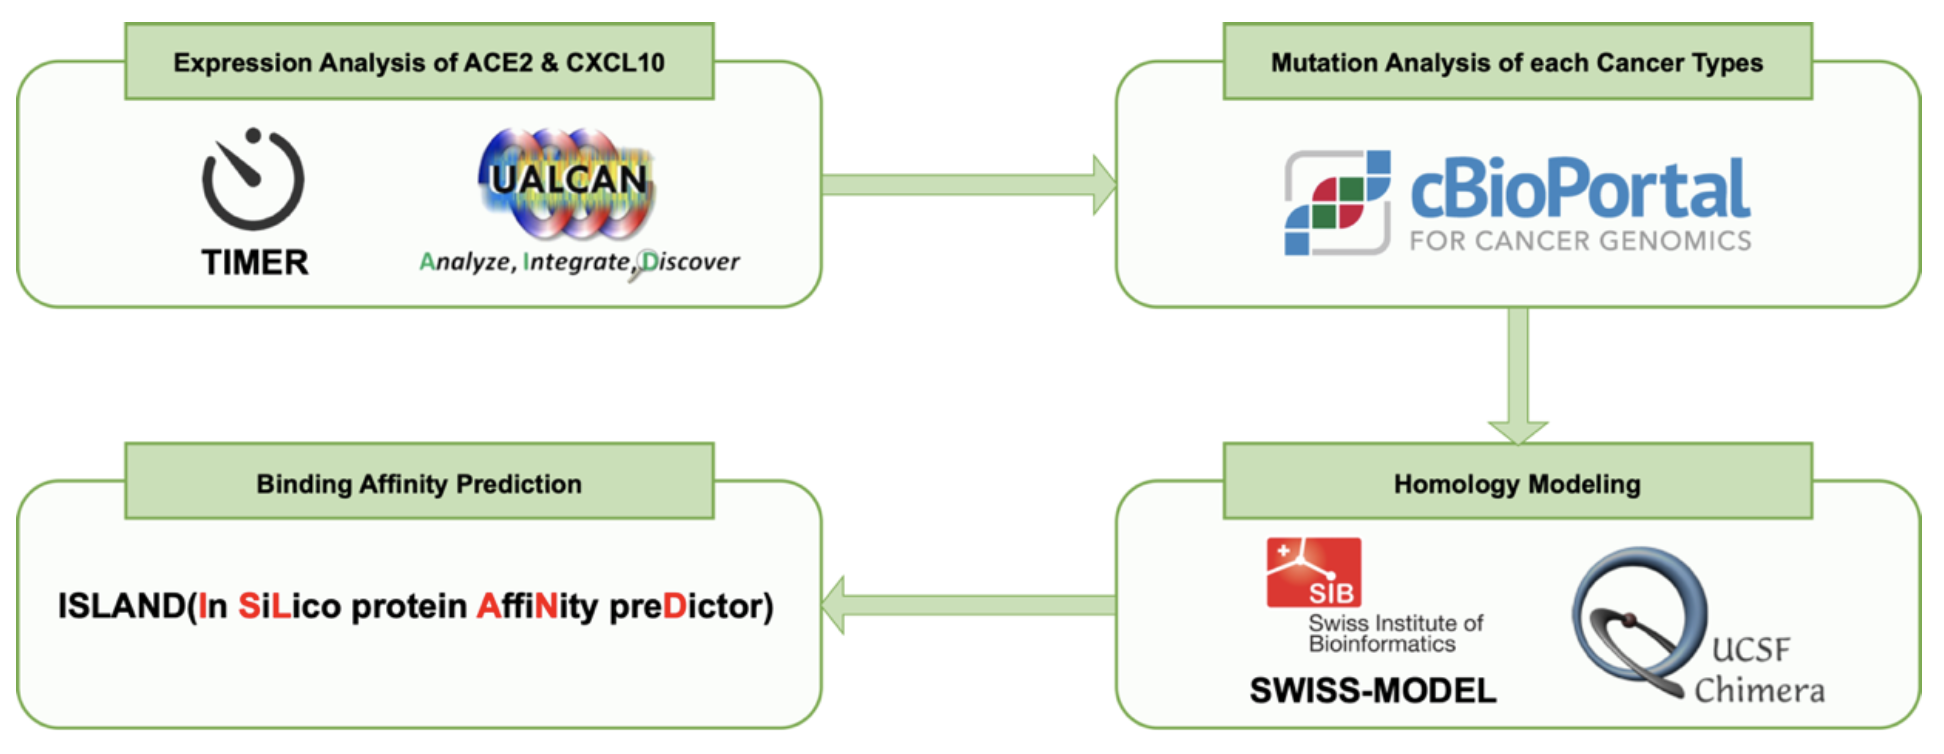 Expression Analysis of ACE2 & CXCL10
TIMER
UALCAN
Analyze, Integrate, Discover
Mutation Analysis of each Cancer Types
cBioPortal
FOR CANCER GENOMICS
Homology Modeling
SIB
Swiss Institute of
Bioinformatics
SWISS-MODEL
UCSF
Chimera
Binding Affinity Prediction
ISLAND(In SiLico protein AffiNity preDictor)